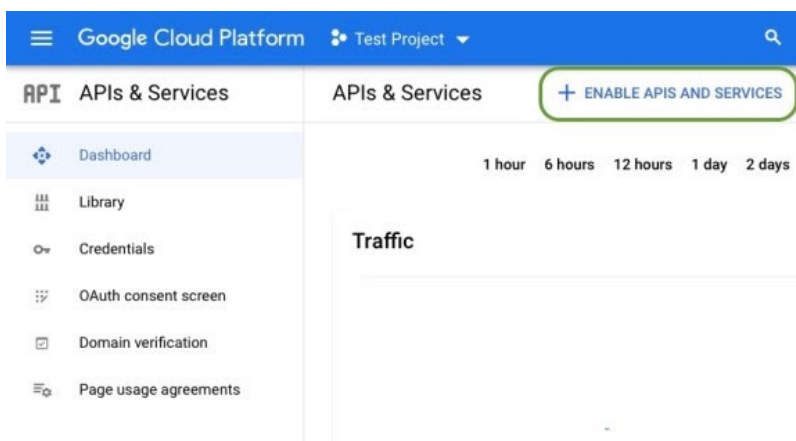 Google Cloud Platform Test Project
API APIs & Services
APIs & Services + ENABLE APIS AND SERVICES
Dashboard
1 hour 6 hours 12 hours 1 day 2 days
Library
Credentials
Traffic
OAuth consent screen
Domain verification
Page usage agreements